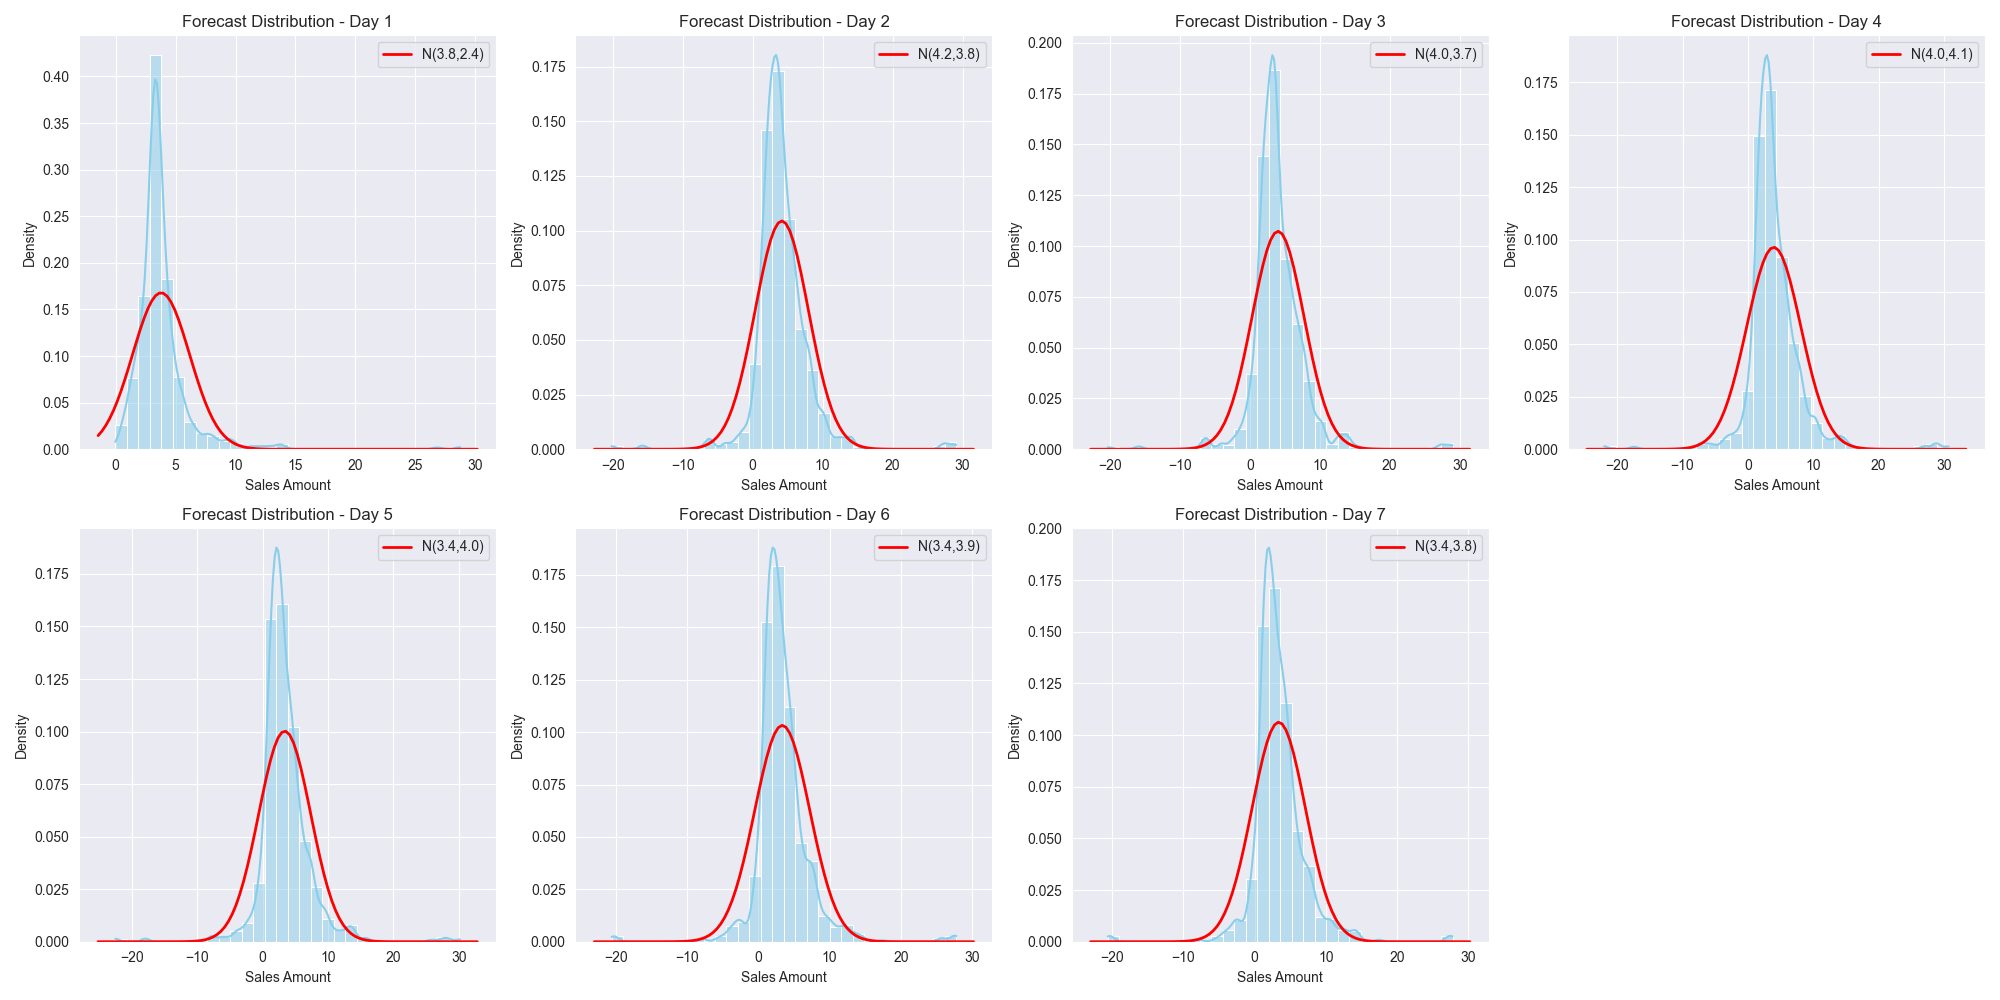 Forecast Distribution - Day 1
N(3.8,2.4)
Density
0.40
0.35
0.30
0.25
0.20
0.15
0.10
0.05
0.00
0 5 10 15 20 25 30
Sales Amount
Forecast Distribution - Day 2
N(4.2,3.8)
Density
0.175
0.150
0.125
0.100
0.075
0.050
0.025
0.000
−20 −10 0 10 20 30
Sales Amount
Forecast Distribution - Day 3
N(4.0,3.7)
Density
0.200
0.175
0.150
0.125
0.100
0.075
0.050
0.025
0.000
−20 −10 0 10 20 30
Sales Amount
Forecast Distribution - Day 4
N(4.0,4.1)
Density
0.175
0.150
0.125
0.100
0.075
0.050
0.025
0.000
−20 −10 0 10 20 30
Sales Amount
Forecast Distribution - Day 5
N(3.4,4.0)
Density
0.175
0.150
0.125
0.100
0.075
0.050
0.025
0.000
−20 −10 0 10 20 30
Sales Amount
Forecast Distribution - Day 6
N(3.4,3.9)
Density
0.175
0.150
0.125
0.100
0.075
0.050
0.025
0.000
−20 −10 0 10 20 30
Sales Amount
Forecast Distribution - Day 7
N(3.4,3.8)
Density
0.200
0.175
0.150
0.125
0.100
0.075
0.050
0.025
0.000
−20 −10 0 10 20 30
Sales Amount